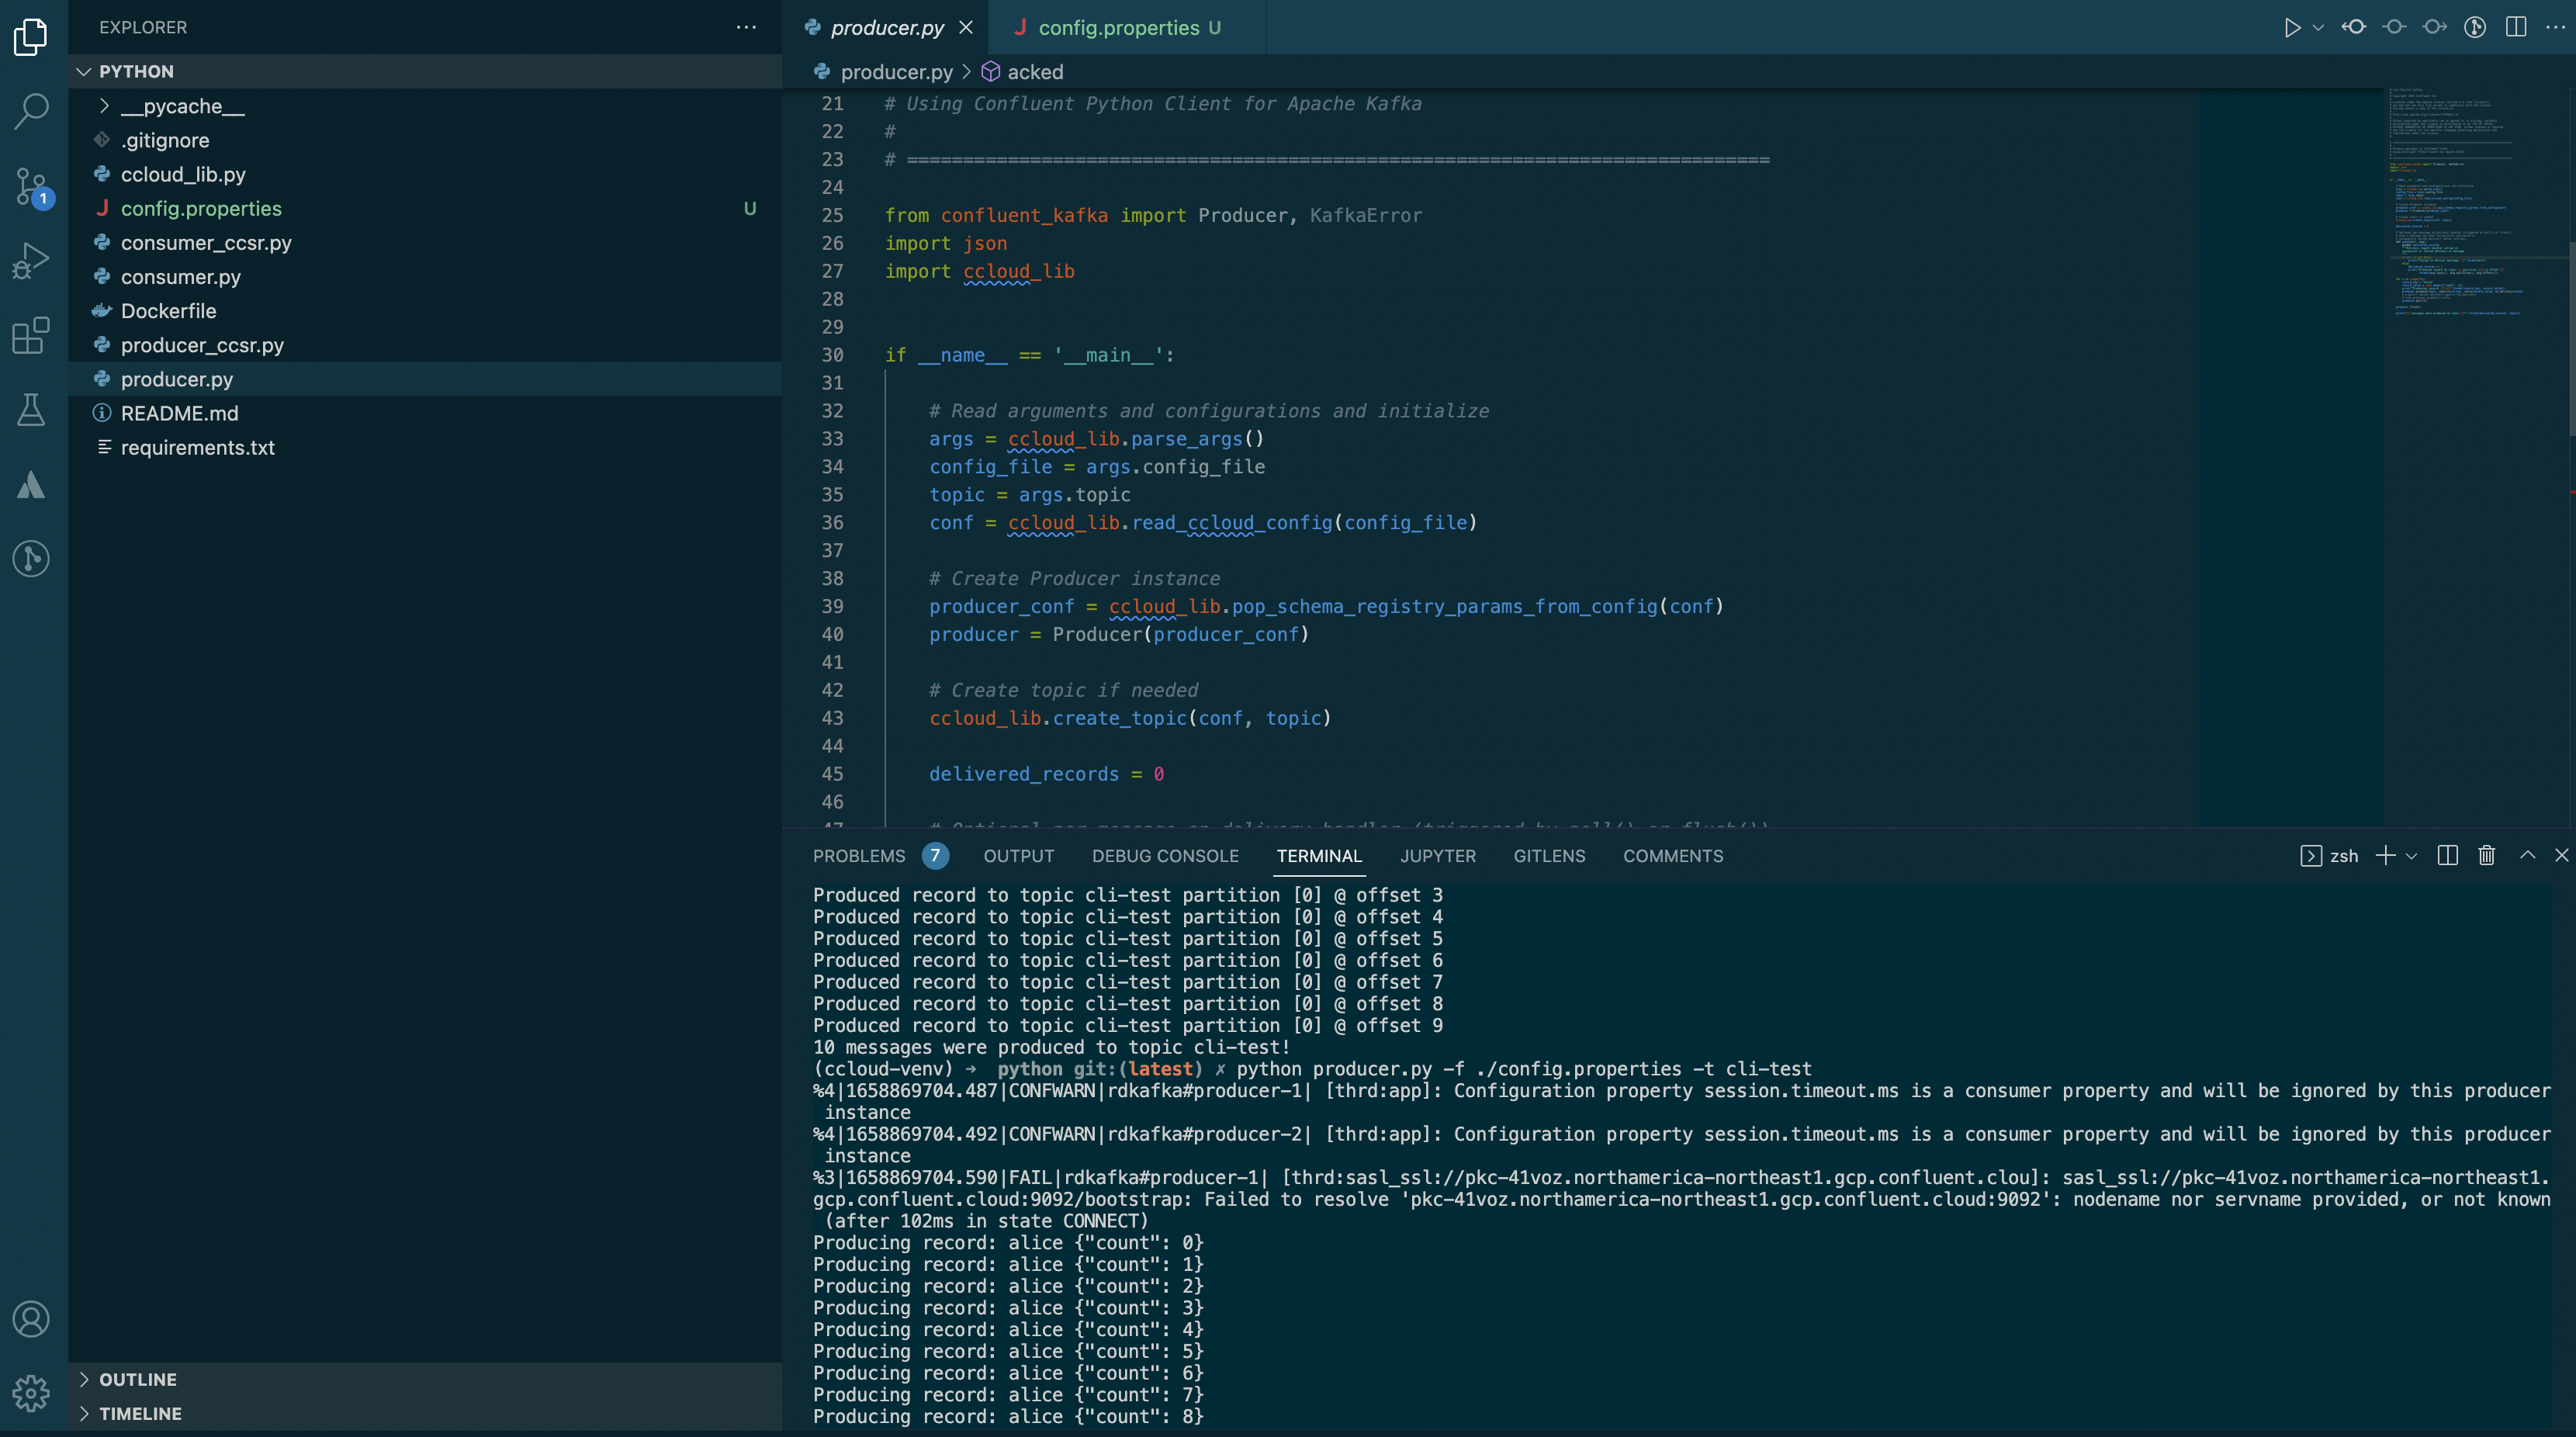 EXPLORER
PYTHON
__pycache__
.gitignore
ccloud_lib.py
config.properties U
consumer_ccsr.py
consumer.py
Dockerfile
producer_ccsr.py
producer.py
README.md
requirements.txt
OUTLINE
TIMELINE
1
producer.py
config.properties U
producer.py > acked
21 # Using Confluent Python Client for Apache Kafka
22 #
23 # =============================================================================
24
25 from confluent_kafka import Producer, KafkaError
26 import json
27 import ccloud_lib
28
29
30 if __name__ == '__main__':
31
32 # Read arguments and configurations and initialize
33 args = ccloud_lib.parse_args()
34 config_file = args.config_file
35 topic = args.topic
36 conf = ccloud_lib.read_ccloud_config(config_file)
37
38 # Create Producer instance
39 producer_conf = ccloud_lib.pop_schema_registry_params_from_config(conf)
40 producer = Producer(producer_conf)
41
42 # Create topic if needed
43 ccloud_lib.create_topic(conf, topic)
44
45 delivered_records = 0
46
PROBLEMS 7 OUTPUT DEBUG CONSOLE TERMINAL JUPYTER GITLENS COMMENTS zsh
Produced record to topic cli-test partition [0] @ offset 3
Produced record to topic cli-test partition [0] @ offset 4
Produced record to topic cli-test partition [0] @ offset 5
Produced record to topic cli-test partition [0] @ offset 6
Produced record to topic cli-test partition [0] @ offset 7
Produced record to topic cli-test partition [0] @ offset 8
Produced record to topic cli-test partition [0] @ offset 9
10 messages were produced to topic cli-test!
(ccloud-venv) ➜ python git:(latest) ✗ python producer.py -f ./config.properties -t cli-test
%4|1658869704.487|CONFWARN|rdkafka#producer-1| [thrd:app]: Configuration property session.timeout.ms is a consumer property and will be ignored by this producer
instance
%4|1658869704.492|CONFWARN|rdkafka#producer-2| [thrd:app]: Configuration property session.timeout.ms is a consumer property and will be ignored by this producer
instance
%3|1658869704.590|FAIL|rdkafka#producer-1| [thrd:sasl_ssl://pkc-41voz.northamerica-northeast1.gcp.confluent.clou]: sasl_ssl://pkc-41voz.northamerica-northeast1.
gcp.confluent.cloud:9092/bootstrap: Failed to resolve 'pkc-41voz.northamerica-northeast1.gcp.confluent.cloud:9092': nodename nor servname provided, or not known
(after 102ms in state CONNECT)
Producing record: alice {"count": 0}
Producing record: alice {"count": 1}
Producing record: alice {"count": 2}
Producing record: alice {"count": 3}
Producing record: alice {"count": 4}
Producing record: alice {"count": 5}
Producing record: alice {"count": 6}
Producing record: alice {"count": 7}
Producing record: alice {"count": 8}